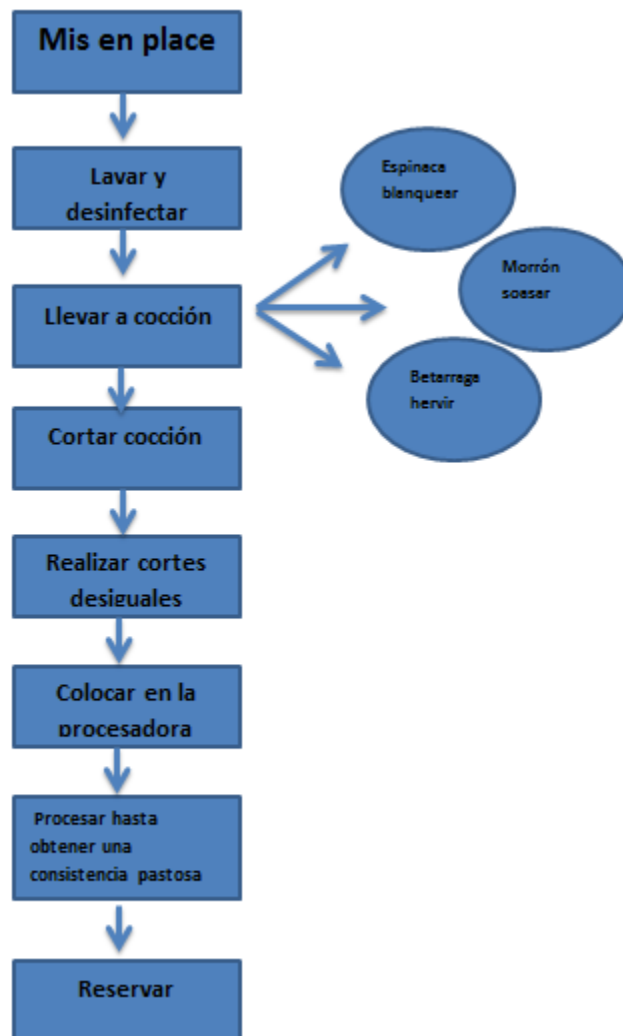 Mis en place
Lavar y
desinfectar
Espinaca
blanquear
Morrón
soasar
Llevar a cocción
Betarraga
hervir
Cortar cocción
Realizar cortes
desiguales
Colocar en la
procesadora
Procesar hasta
obtener una
consistencia pastosa
Reservar